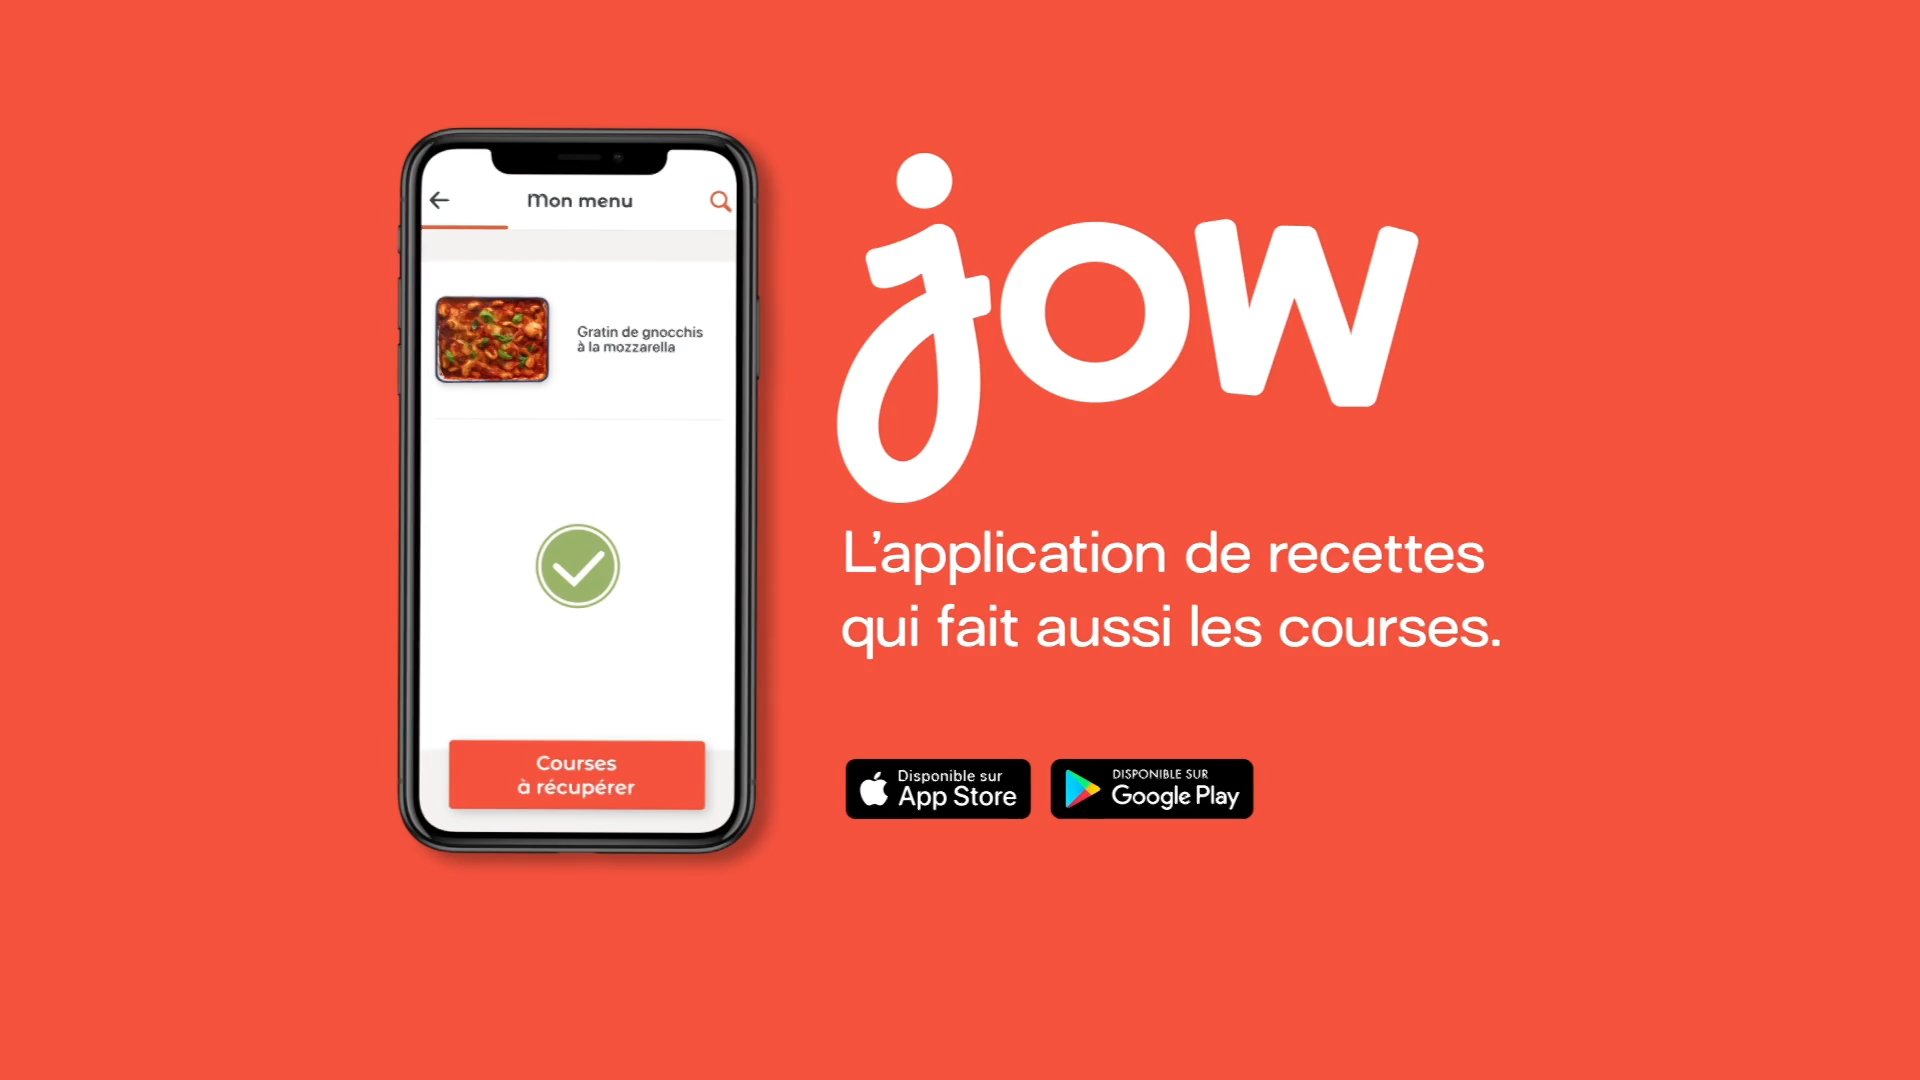 Mon menu
Gratin de gnocchis
à la mozzarella
Courses
à récupérer
jow
L’application de recettes
qui fait aussi les courses.
Disponible sur
App Store
DISPONIBLE SUR
Google Play